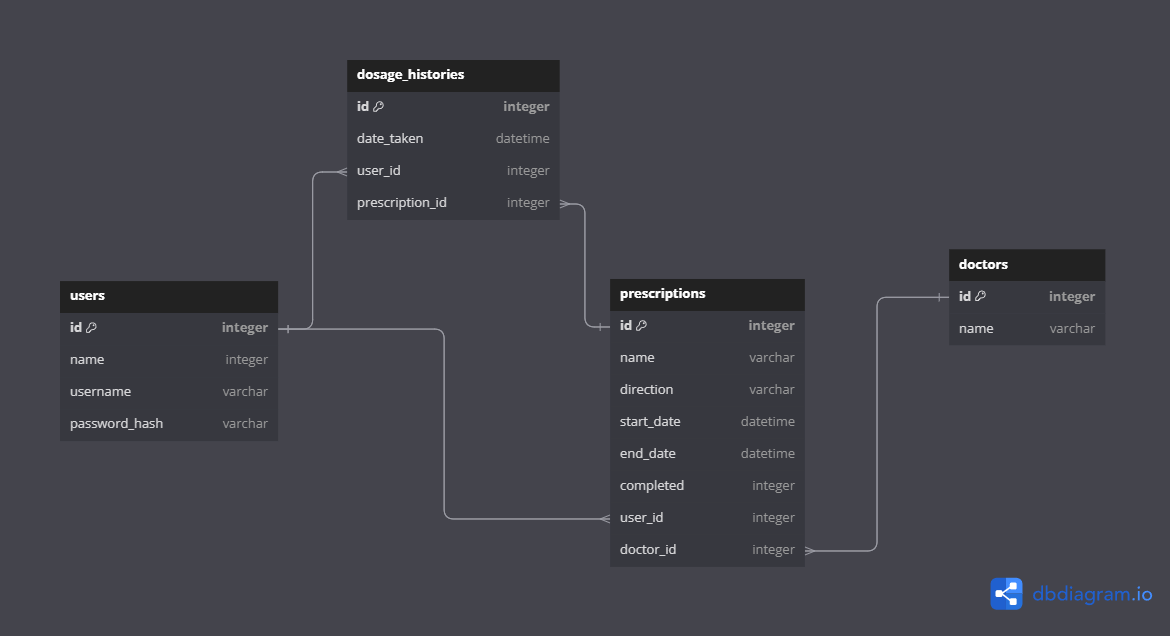 dosage_histories
id integer
date_taken datetime
user_id integer
prescription_id integer
users
id integer
name integer
username varchar
password_hash varchar
prescriptions
id integer
name varchar
direction varchar
start_date datetime
end_date datetime
completed integer
user_id integer
doctor_id integer
doctors
id integer
name varchar
dbdiagram.io